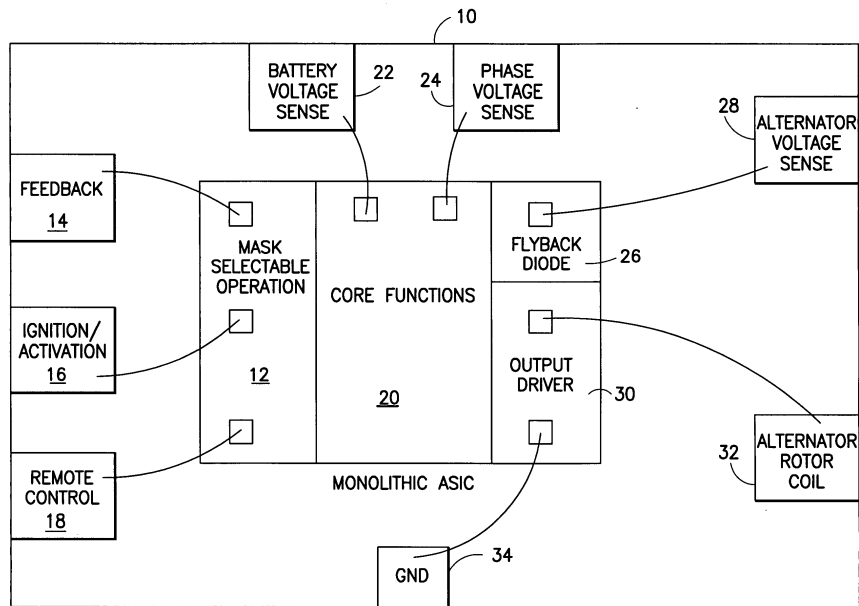 10
BATTERY
VOLTAGE
SENSE
22
24
PHASE
VOLTAGE
SENSE
28
ALTERNATOR
VOLTAGE
SENSE
FEEDBACK
14
MASK
SELECTABLE
OPERATION
12
CORE FUNCTIONS
20
FLYBACK
DIODE
26
IGNITION/
ACTIVATION
16
OUTPUT
DRIVER
30
REMOTE
CONTROL
18
MONOLITHIC ASIC
32
ALTERNATOR
ROTOR
COIL
GND
34